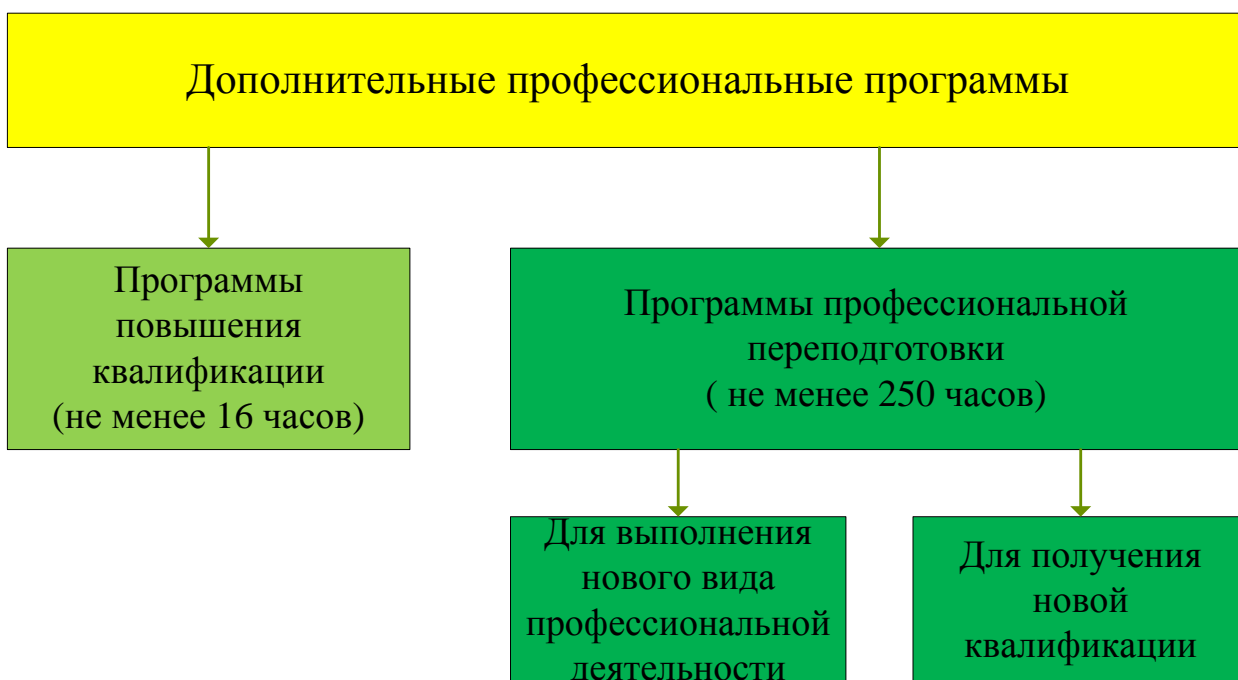 Дополнительные профессиональные программы
Программы
повышения
квалификации
(не менее 16 часов)
Программы профессиональной
переподготовки
( не менее 250 часов)
Для выполнения
нового вида
профессиональной
деятельности
Для получения
новой
квалификации